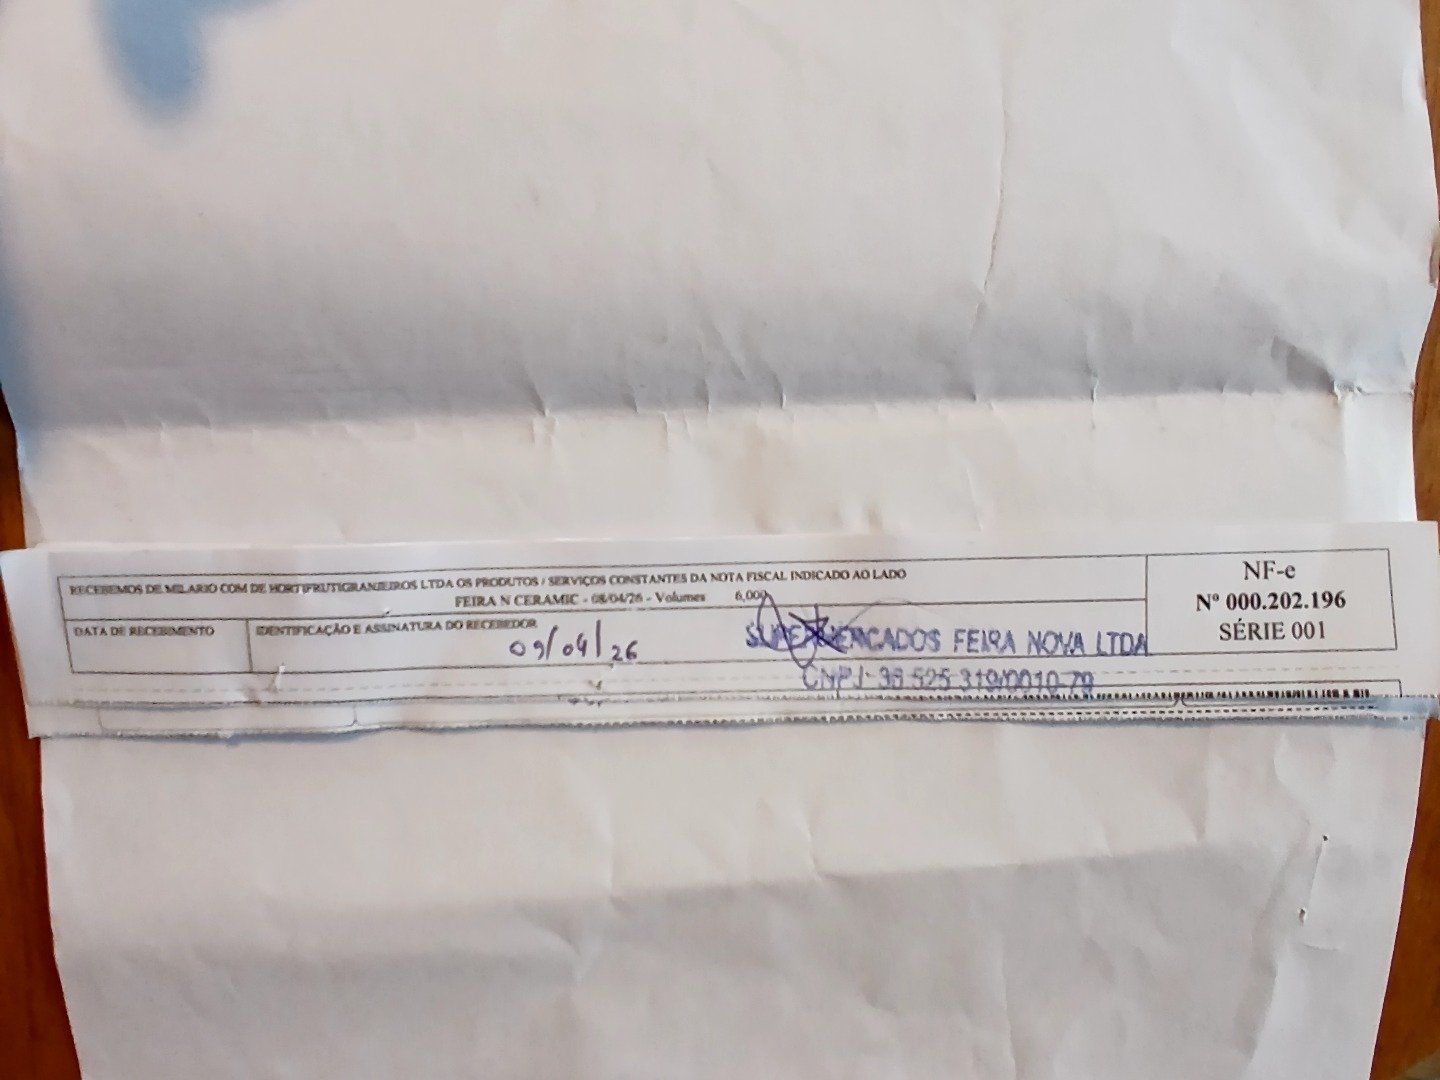 RECEBEMOS DE MILARIO COM DE HORTIFRUTIGRANJEIROS LTDA OS PRODUTOS / SERVIÇOS CONSTANTES DA NOTA FISCAL INDICADO AO LADO
FEIRA N CERAMIC - 08/04/26 - Volumes 6,000
NF-e
Nº 000.202.196
SÉRIE 001
DATA DE RECEBIMENTO
IDENTIFICAÇÃO E ASSINATURA DO RECEBEDOR
09/04/26
SUPERMERCADOS FEIRA NOVA LTDA
CNPJ